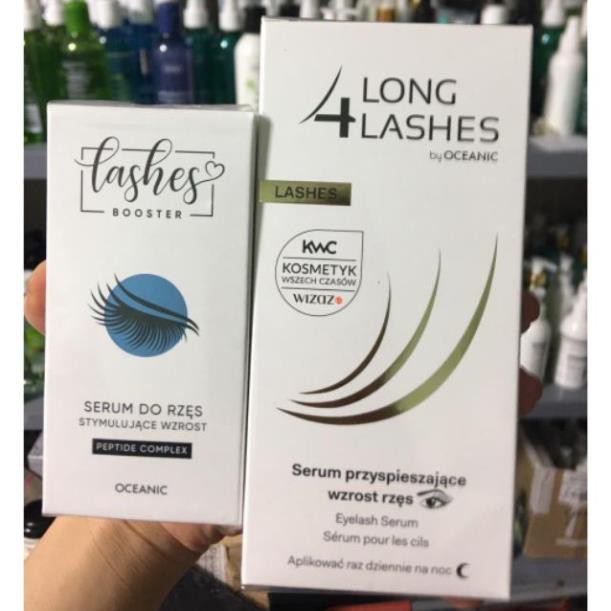 lashes
BOOSTER
SERUM DO RZĘS
STYMULUJĄCE WZROST
PEPTIDE COMPLEX
OCEANIC
4 LONG
LASHES
by OCEANIC
LASHES
KWC
KOSMETYK
WSZECH CZASÓW
WIZAZ
Serum przyspieszające
wzrost rzęs
Eyelash Serum
Sérum pour les cils
Aplikować raz dziennie na noc